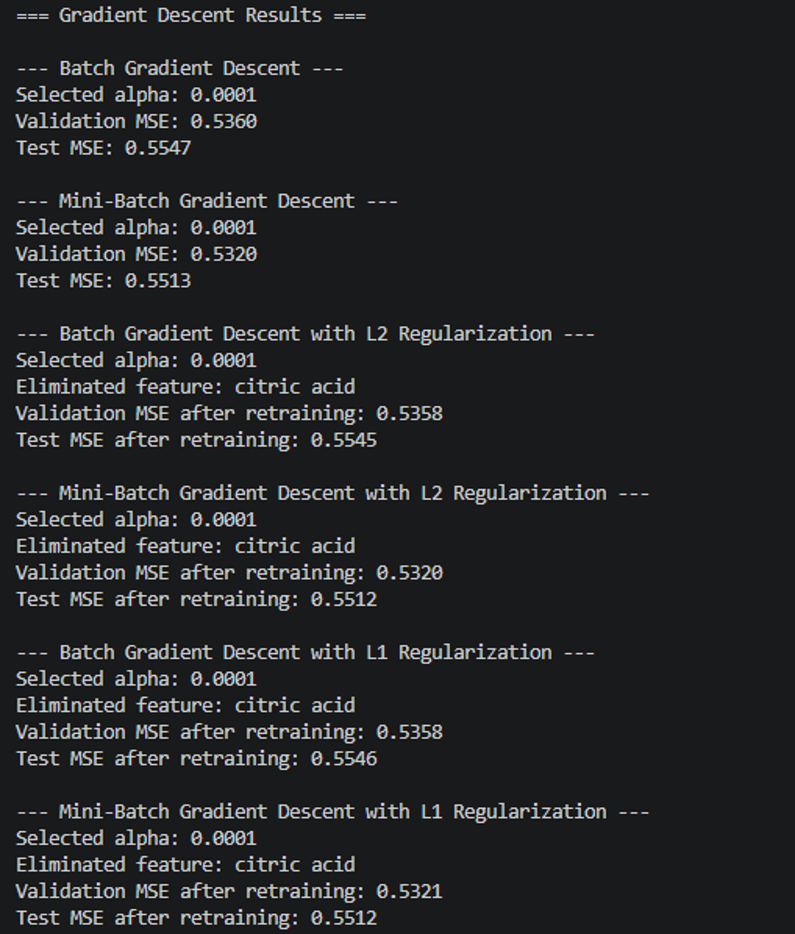 === Gradient Descent Results ===
--- Batch Gradient Descent ---
Selected alpha: 0.0001
Validation MSE: 0.5360
Test MSE: 0.5547
--- Mini-Batch Gradient Descent ---
Selected alpha: 0.0001
Validation MSE: 0.5320
Test MSE: 0.5513
--- Batch Gradient Descent with L2 Regularization ---
Selected alpha: 0.0001
Eliminated feature: citric acid
Validation MSE after retraining: 0.5358
Test MSE after retraining: 0.5545
--- Mini-Batch Gradient Descent with L2 Regularization ---
Selected alpha: 0.0001
Eliminated feature: citric acid
Validation MSE after retraining: 0.5320
Test MSE after retraining: 0.5512
--- Batch Gradient Descent with L1 Regularization ---
Selected alpha: 0.0001
Eliminated feature: citric acid
Validation MSE after retraining: 0.5358
Test MSE after retraining: 0.5546
--- Mini-Batch Gradient Descent with L1 Regularization ---
Selected alpha: 0.0001
Eliminated feature: citric acid
Validation MSE after retraining: 0.5321
Test MSE after retraining: 0.5512